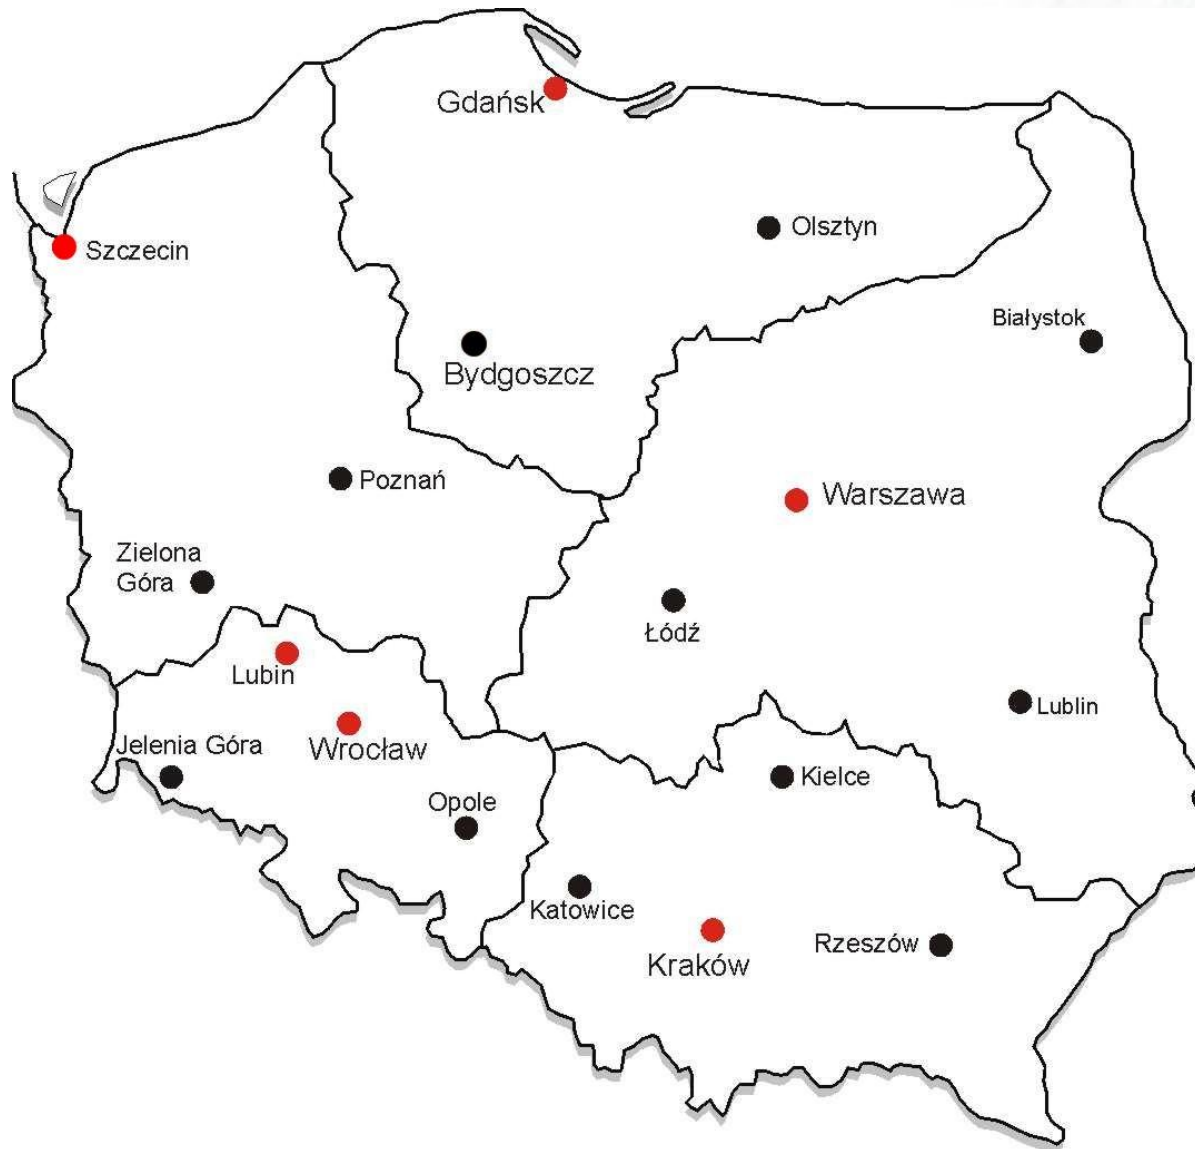 Gdańsk
Olsztyn
Szczecin
Białystok
Bydgoszcz
Poznań
Warszawa
Zielona
Góra
Łódź
Lubin
Lublin
Jelenia Góra
Wrocław
Kielce
Opole
Katowice
Rzeszów
Kraków